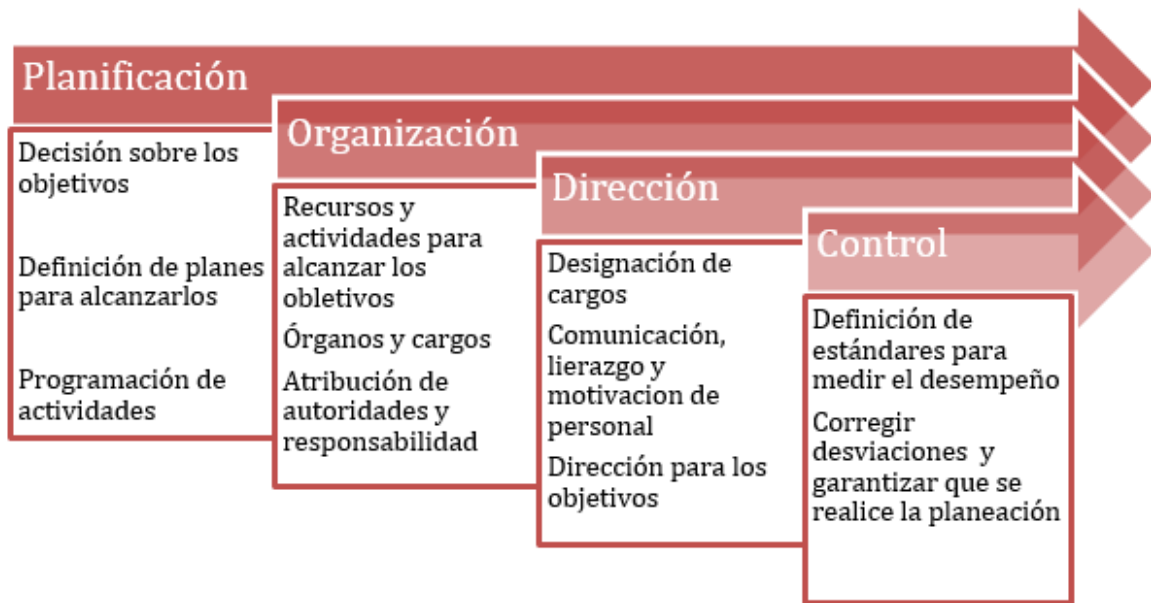 Planificación
Decisión sobre los
objetivos
Definición de planes
para alcanzarlos
Programación de
actividades
Organización
Recursos y
actividades para
alcanzar los
obletivos
Órganos y cargos
Atribución de
autoridades y
responsabilidad
Dirección
Designación de
cargos
Comunicación,
lierazgo y
motivacion de
personal
Dirección para los
objetivos
Control
Definición de
estándares para
medir el desempeño
Corregir
desviaciones y
garantizar que se
realice la planeación